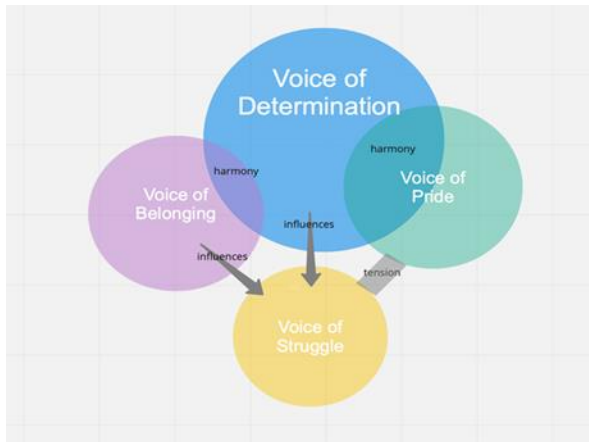 Voice of
Determination
harmony
harmony
Voice of
Pride
Voice of
Belonging
influences
influences
tension
Voice of
Struggle